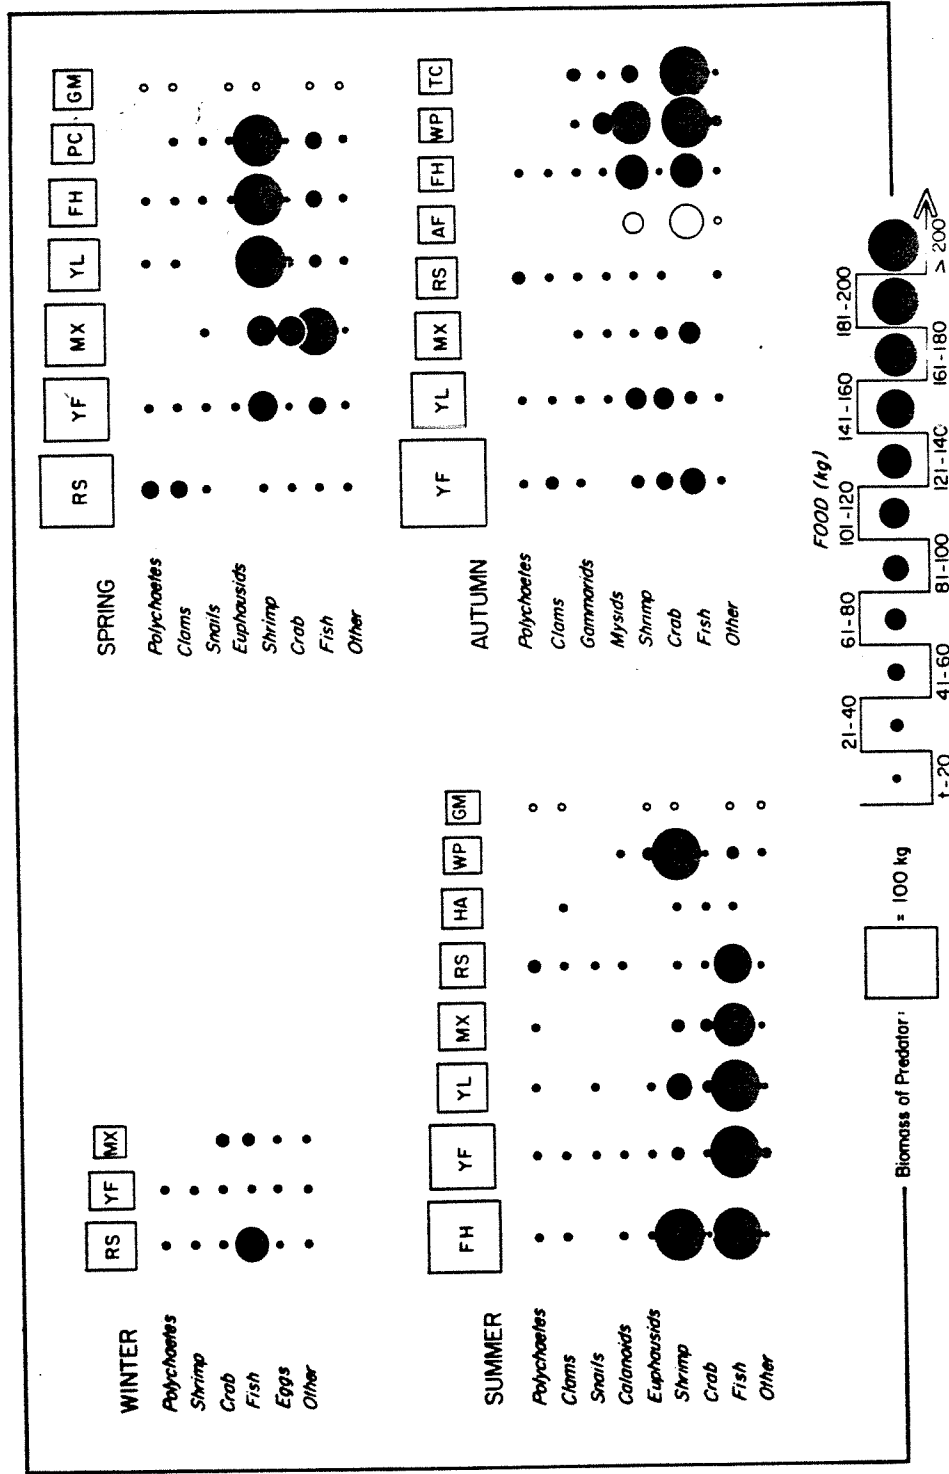 WINTER
RS YF MX
Polychaetes
Shrimp
Crab
Fish
Eggs
Other
SPRING
RS YF MX YL FH PC GM
Polychaetes
Clams
Snails
Euphausids
Shrimp
Crab
Fish
Other
SUMMER
FH YF YL MX RS HA WP GM
Polychaetes
Clams
Snails
Calanoids
Euphausids
Shrimp
Crab
Fish
Other
AUTUMN
YF YL MX RS AF FH WP TC
Polychaetes
Clams
Gammarids
Mysids
Shrimp
Crab
Fish
Other
Biomass of Predator: = 100 kg
FOOD (kg)
21-40 61-80 101-120 141-160 181-200
t-20 41-60 81-100 121-140 161-180 > 200